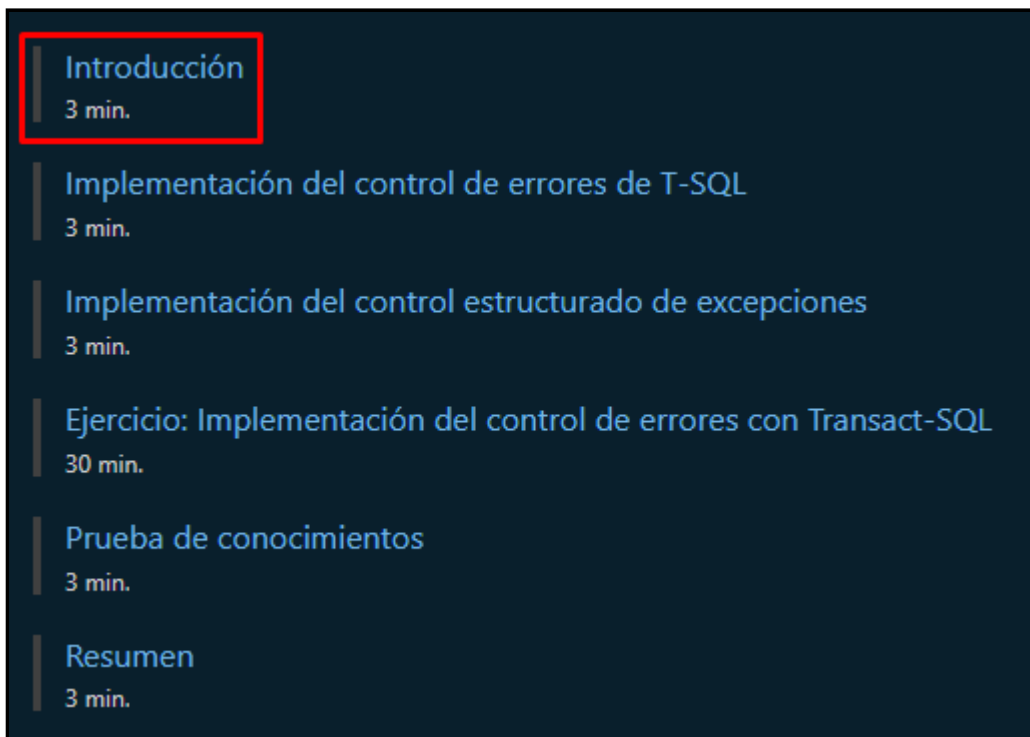 Introducción
3 min.
Implementación del control de errores de T-SQL
3 min.
Implementación del control estructurado de excepciones
3 min.
Ejercicio: Implementación del control de errores con Transact-SQL
30 min.
Prueba de conocimientos
3 min.
Resumen
3 min.